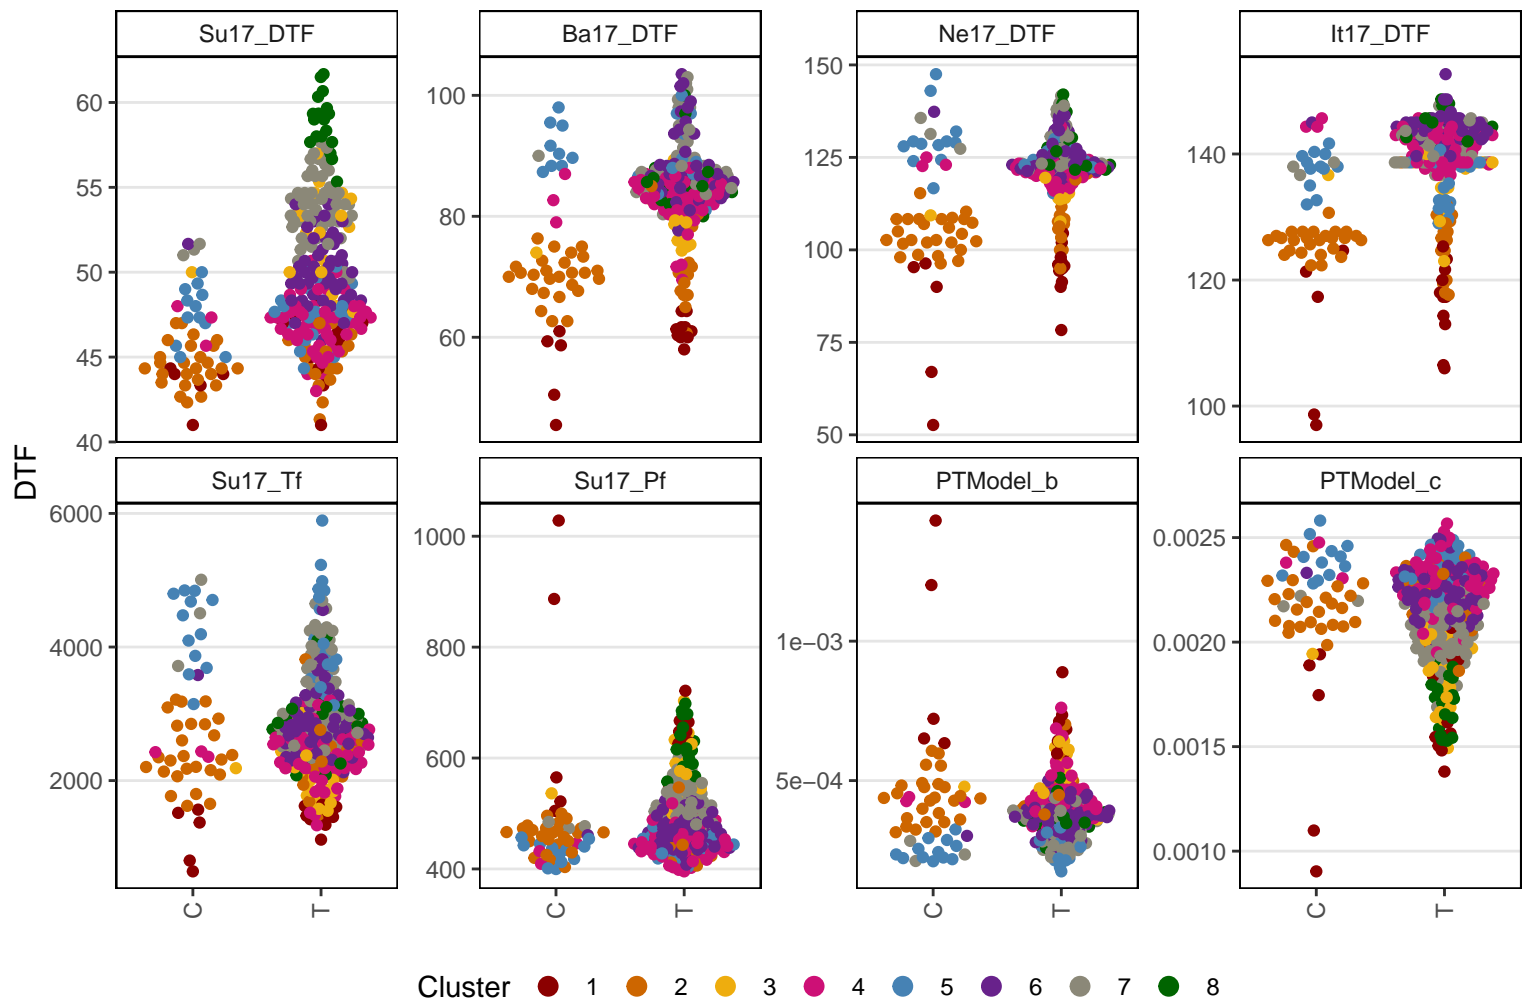 Su17_DTF Ba17_DTF Ne17_DTF It17_DTF
60 55 50 45 40
100 80 60
150 125 100 75 50
140 120 100
DTF
Su17_Tf Su17_Pf PTModel_b PTModel_c
6000 4000 2000
1000 800 600 400
1e−03 5e−04
0.0025 0.0020 0.0015 0.0010
C T C T C T C T
Cluster 1 2 3 4 5 6 7 8